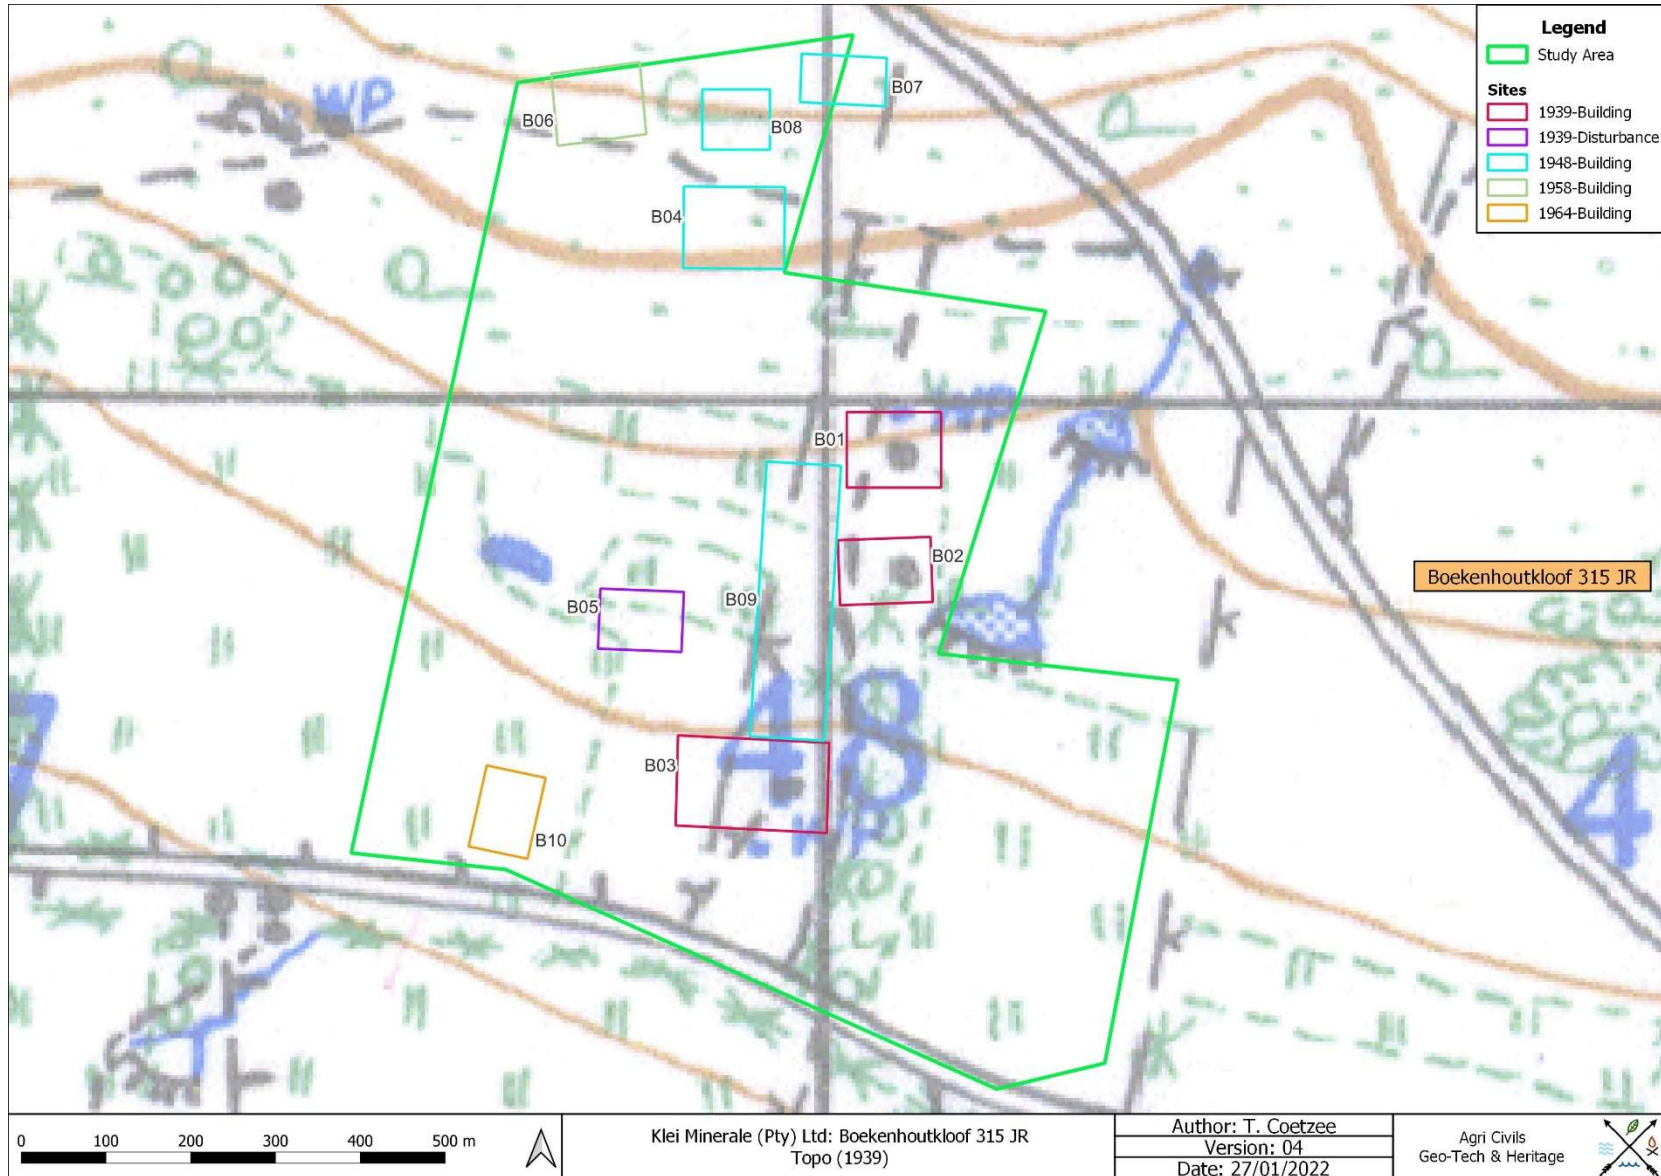 Legend
Study Area
Sites
1939-Building
1939-Disturbance
1948-Building
1958-Building
1964-Building
WP
B06
B08
B07
B04
B01
B02
B09
B05
Boekenhoutkloof 315 JR
48
4
B03
B10
0 100 200 300 400 500 m
Klei Minerale (Pty) Ltd: Boekenhoutkloof 315 JR
Topo (1939)
Author: T. Coetzee
Version: 04
Date: 27/01/2022
Agri Civils
Geo-Tech & Heritage